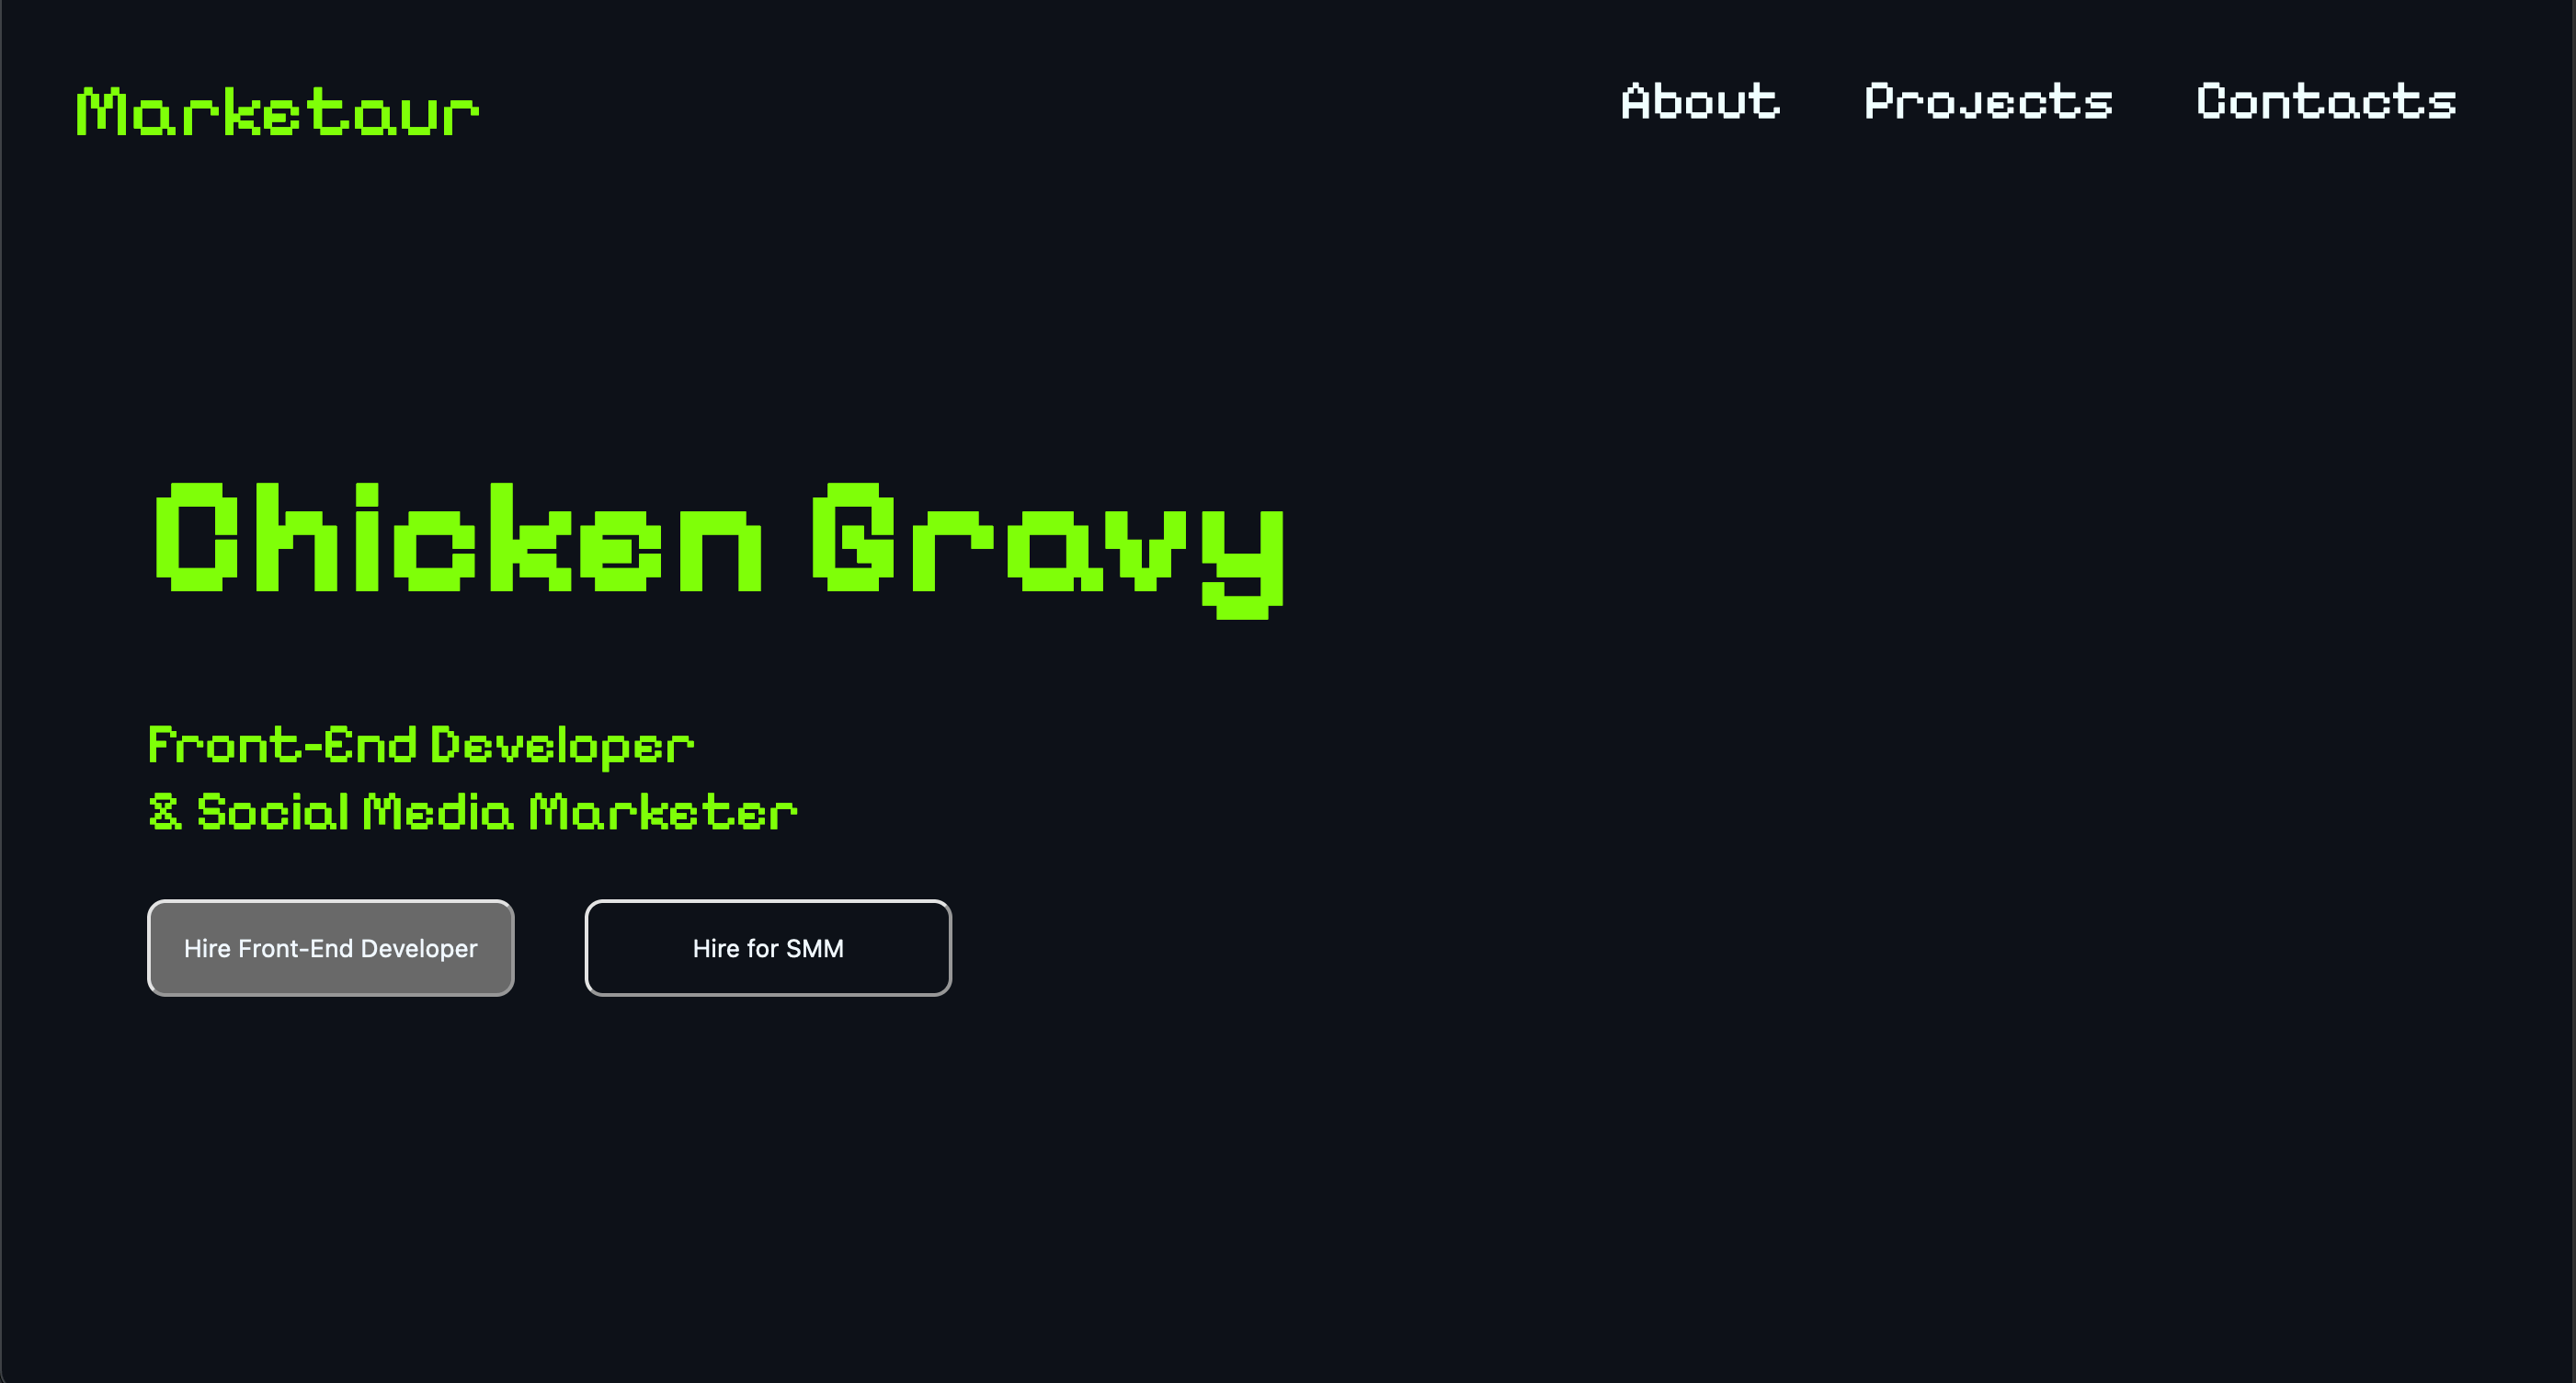 Marketaur
About Projects Contacts
Chicken Gravy
Front-End Developer
& Social Media Marketer
Hire Front-End Developer
Hire for SMM